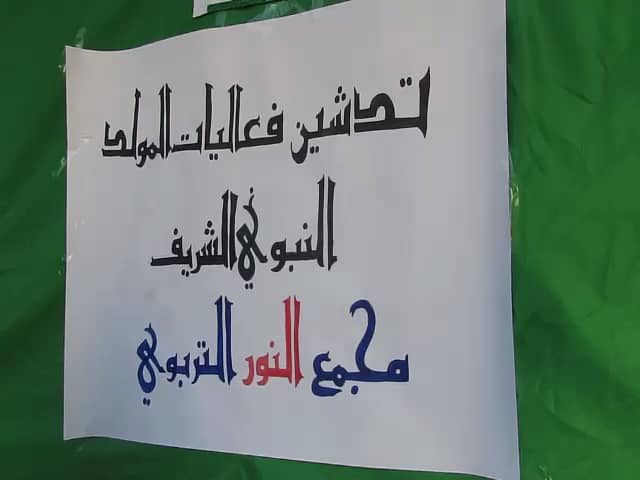 تدشين فعاليات المولد
النبوي الشريف
مجمع النور التربوي